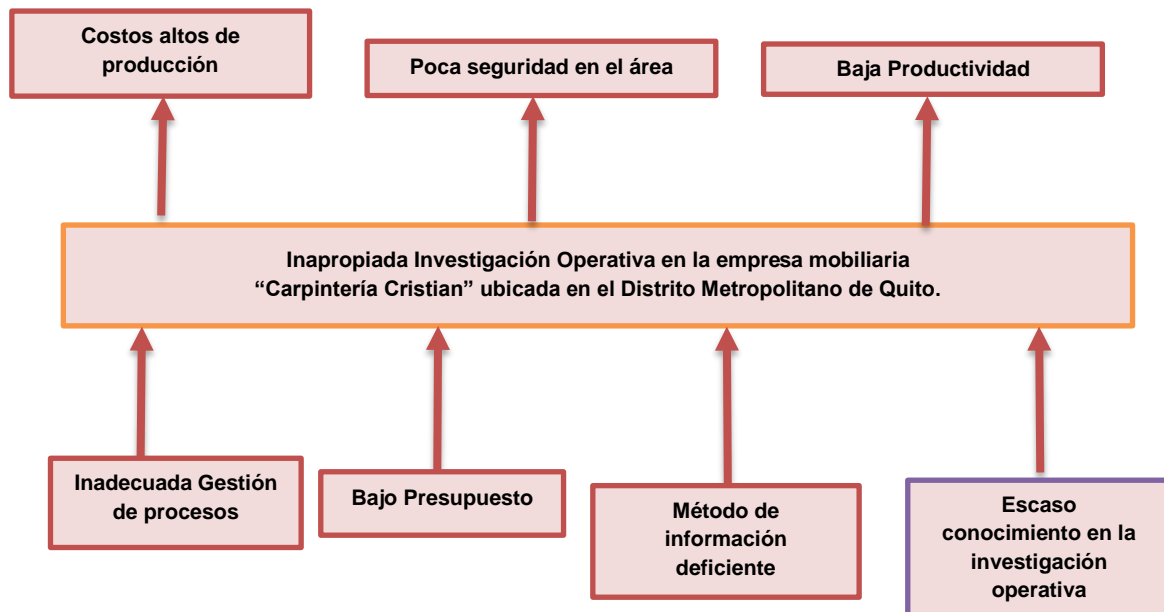 Costos altos de
producción
Poca seguridad en el área
Baja Productividad
Inapropiada Investigación Operativa en la empresa mobiliaria
“Carpintería Cristian” ubicada en el Distrito Metropolitano de Quito.
Inadecuada Gestión
de procesos
Bajo Presupuesto
Método de
información
deficiente
Escaso
conocimiento en la
investigación
operativa